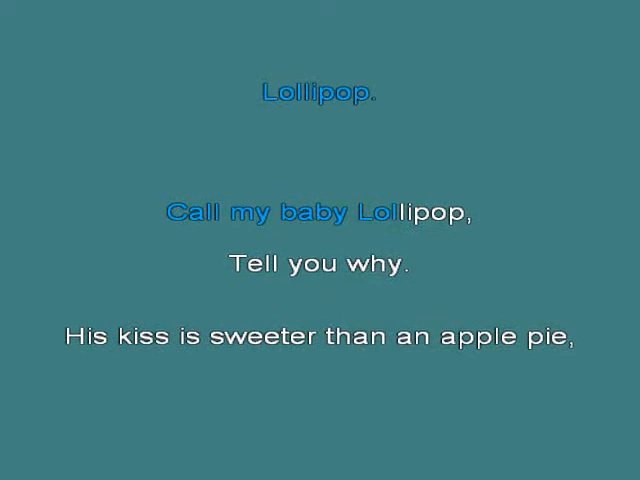 Lollipop.
Call my baby Lollipop,
Tell you why.
His kiss is sweeter than an apple pie,